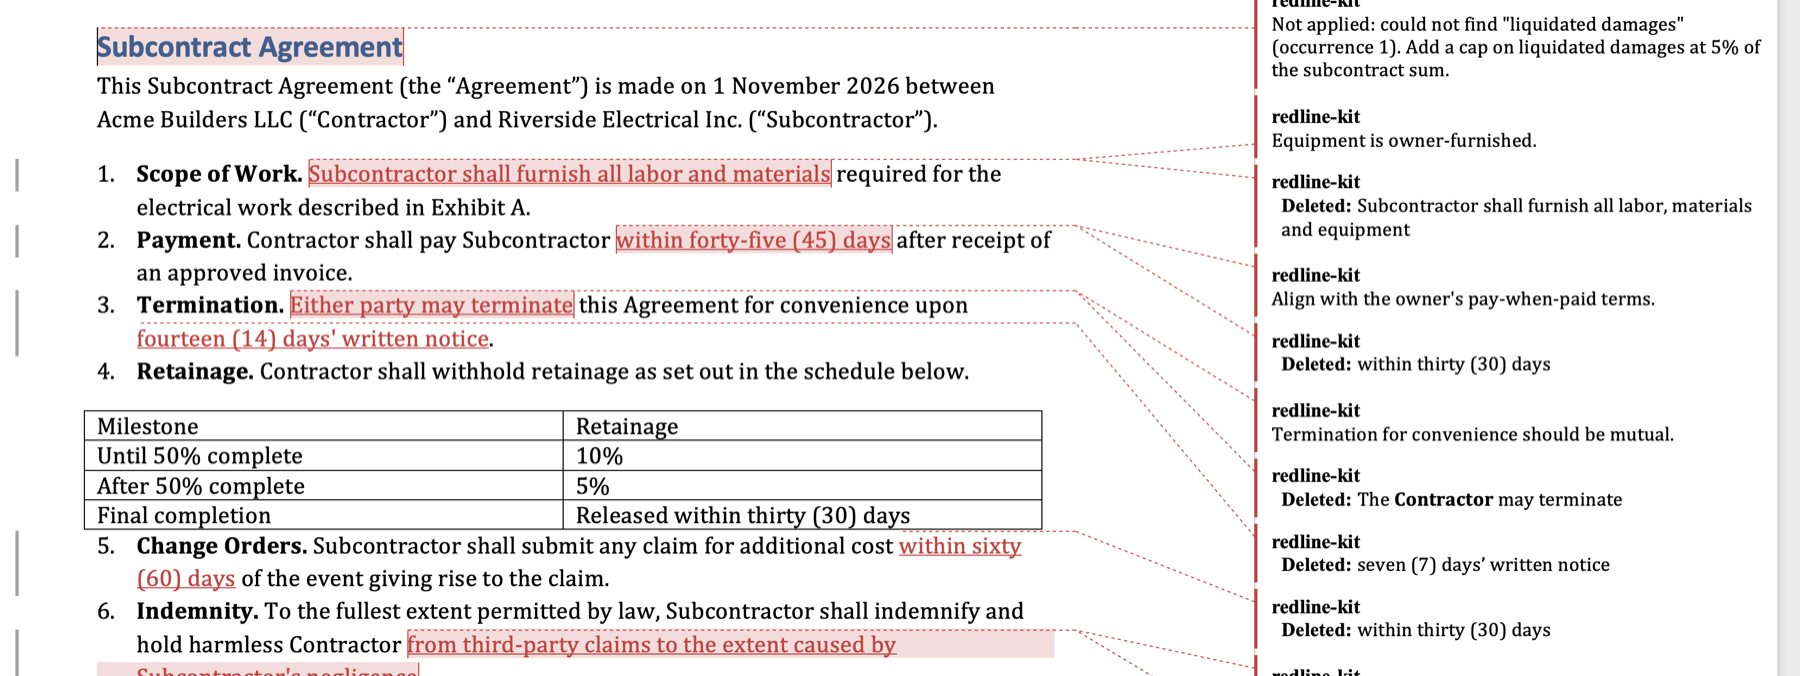 Subcontract Agreement
This Subcontract Agreement (the “Agreement”) is made on 1 November 2026 between
Acme Builders LLC (“Contractor”) and Riverside Electrical Inc. (“Subcontractor”).
1. Scope of Work. Subcontractor shall furnish all labor and materials required for the
electrical work described in Exhibit A.
2. Payment. Contractor shall pay Subcontractor within forty-five (45) days after receipt of
an approved invoice.
3. Termination. Either party may terminate this Agreement for convenience upon
fourteen (14) days' written notice.
4. Retainage. Contractor shall withhold retainage as set out in the schedule below.
Milestone Retainage
Until 50% complete 10%
After 50% complete 5%
Final completion Released within thirty (30) days
5. Change Orders. Subcontractor shall submit any claim for additional cost within sixty
(60) days of the event giving rise to the claim.
6. Indemnity. To the fullest extent permitted by law, Subcontractor shall indemnify and
hold harmless Contractor from third-party claims to the extent caused by
Subcontractor's negligence
redline-kit
Not applied: could not find "liquidated damages"
(occurrence 1). Add a cap on liquidated damages at 5% of
the subcontract sum.
redline-kit
Equipment is owner-furnished.
redline-kit
Deleted: Subcontractor shall furnish all labor, materials
and equipment
redline-kit
Align with the owner's pay-when-paid terms.
redline-kit
Deleted: within thirty (30) days
redline-kit
Termination for convenience should be mutual.
redline-kit
Deleted: The Contractor may terminate
redline-kit
Deleted: seven (7) days’ written notice
redline-kit
Deleted: within thirty (30) days
redline-kit